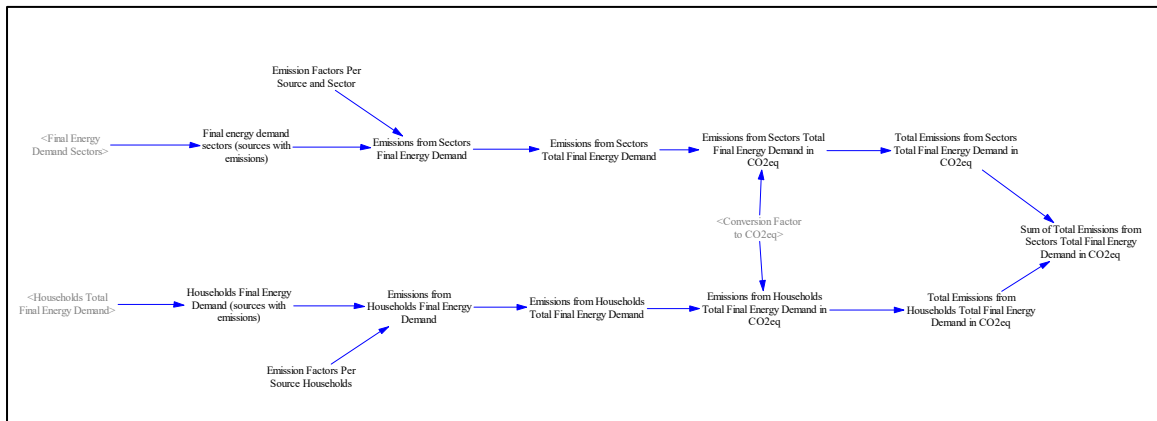 Emission Factors Per
Source and Sector
<Final Energy
Demand Sectors>
Final energy demand
sectors (sources with
emissions)
Emissions from Sectors
Final Energy Demand
Emissions from Sectors
Total Final Energy Demand
Emissions from Sectors Total
Final Energy Demand in
CO2eq
Total Emissions from Sectors
Total Final Energy Demand in
CO2eq
<Conversion Factor
to CO2eq>
Sum of Total Emissions from
Sectors Total Final Energy
Demand in CO2eq
<Households Total
Final Energy Demand>
Households Final Energy
Demand (sources with
emissions)
Emissions from
Households Final Energy
Demand
Emissions from Households
Total Final Energy Demand
Emissions from Households
Total Final Energy Demand in
CO2eq
Total Emissions from
Households Total Final Energy
Demand in CO2eq
Emission Factors Per
Source Households